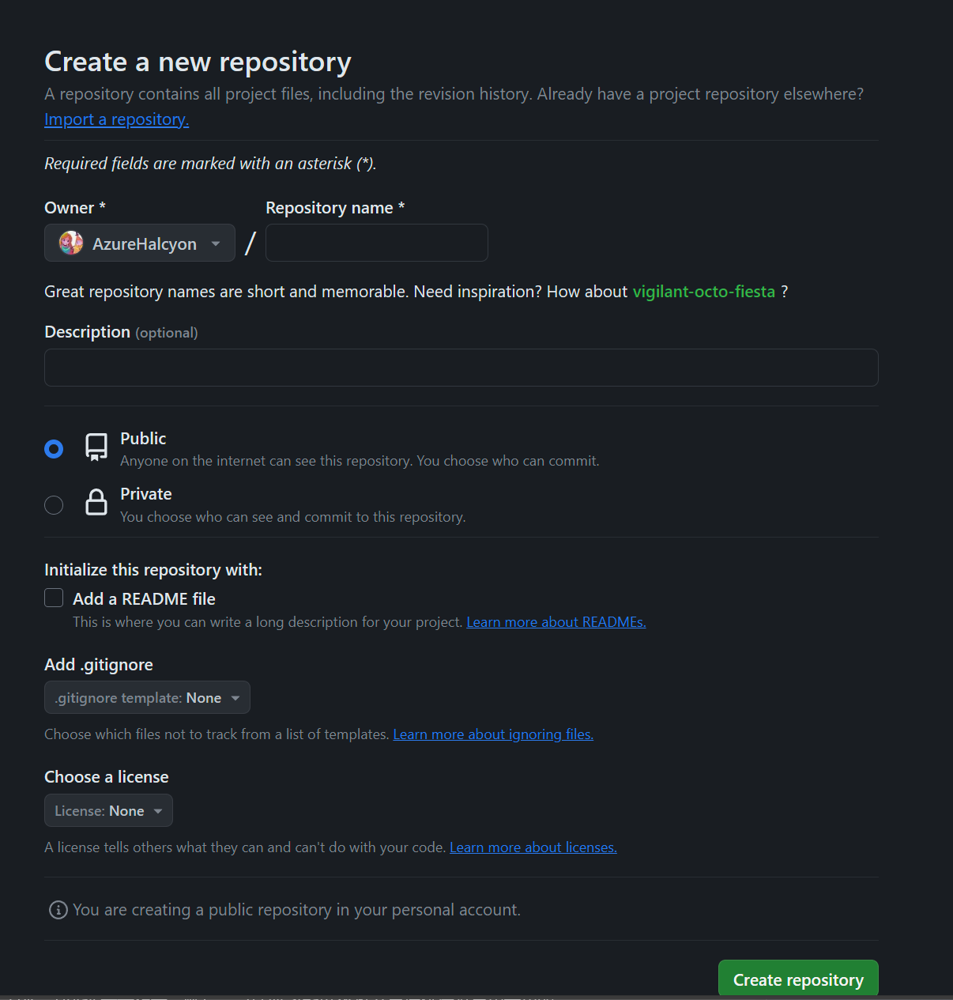 Create a new repository
A repository contains all project files, including the revision history. Already have a project repository elsewhere?
Import a repository.
Required fields are marked with an asterisk (*).
Owner * Repository name *
AzureHalcyon /
Great repository names are short and memorable. Need inspiration? How about vigilant-octo-fiesta ?
Description (optional)
Public
Anyone on the internet can see this repository. You choose who can commit.
Private
You choose who can see and commit to this repository.
Initialize this repository with:
Add a README file
This is where you can write a long description for your project. Learn more about READMEs.
Add .gitignore
.gitignore template: None
Choose which files not to track from a list of templates. Learn more about ignoring files.
Choose a license
License: None
A license tells others what they can and can't do with your code. Learn more about licenses.
You are creating a public repository in your personal account.
Create repository